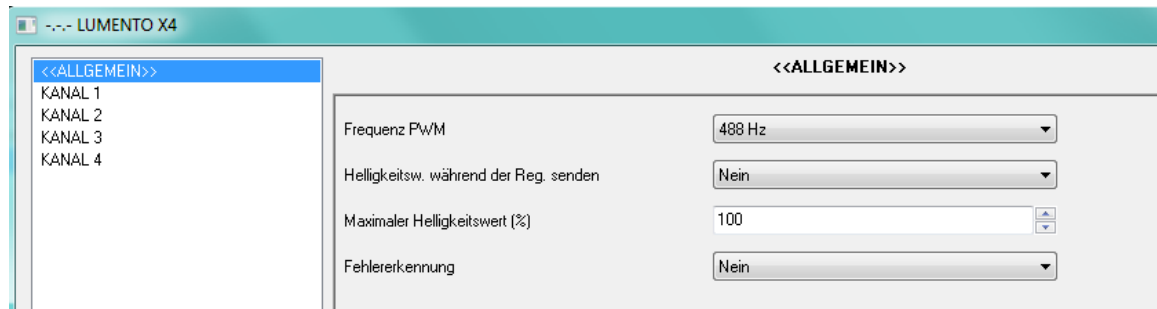 -.-.- LUMENTO X4
<<ALLGEMEIN>>
KANAL 1
KANAL 2
KANAL 3
KANAL 4
<<ALLGEMEIN>>
Frequenz PWM
488 Hz
Helligkeitsw. während der Reg. senden
Nein
Maximaler Helligkeitswert (%)
100
Fehlererkennung
Nein